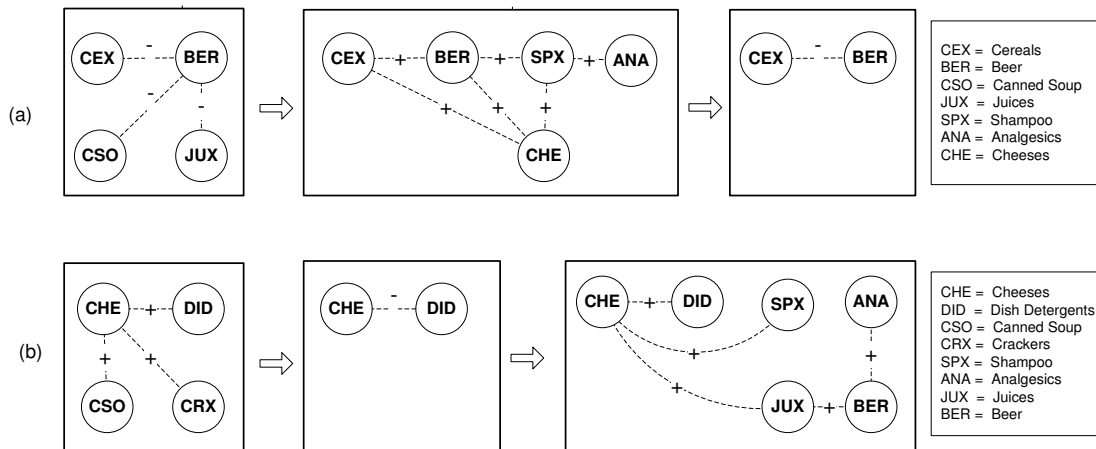 (a)
CEX - BER
- -
CSO JUX
CEX + BER + SPX + ANA
+ + +
CHE
CEX - BER
CEX = Cereals
BER = Beer
CSO = Canned Soup
JUX = Juices
SPX = Shampoo
ANA = Analgesics
CHE = Cheeses
(b)
CHE + DID
+ +
CSO CRX
CHE - DID
CHE + DID SPX ANA
+ +
+
JUX + BER
CHE = Cheeses
DID = Dish Detergents
CSO = Canned Soup
CRX = Crackers
SPX = Shampoo
ANA = Analgesics
JUX = Juices
BER = Beer